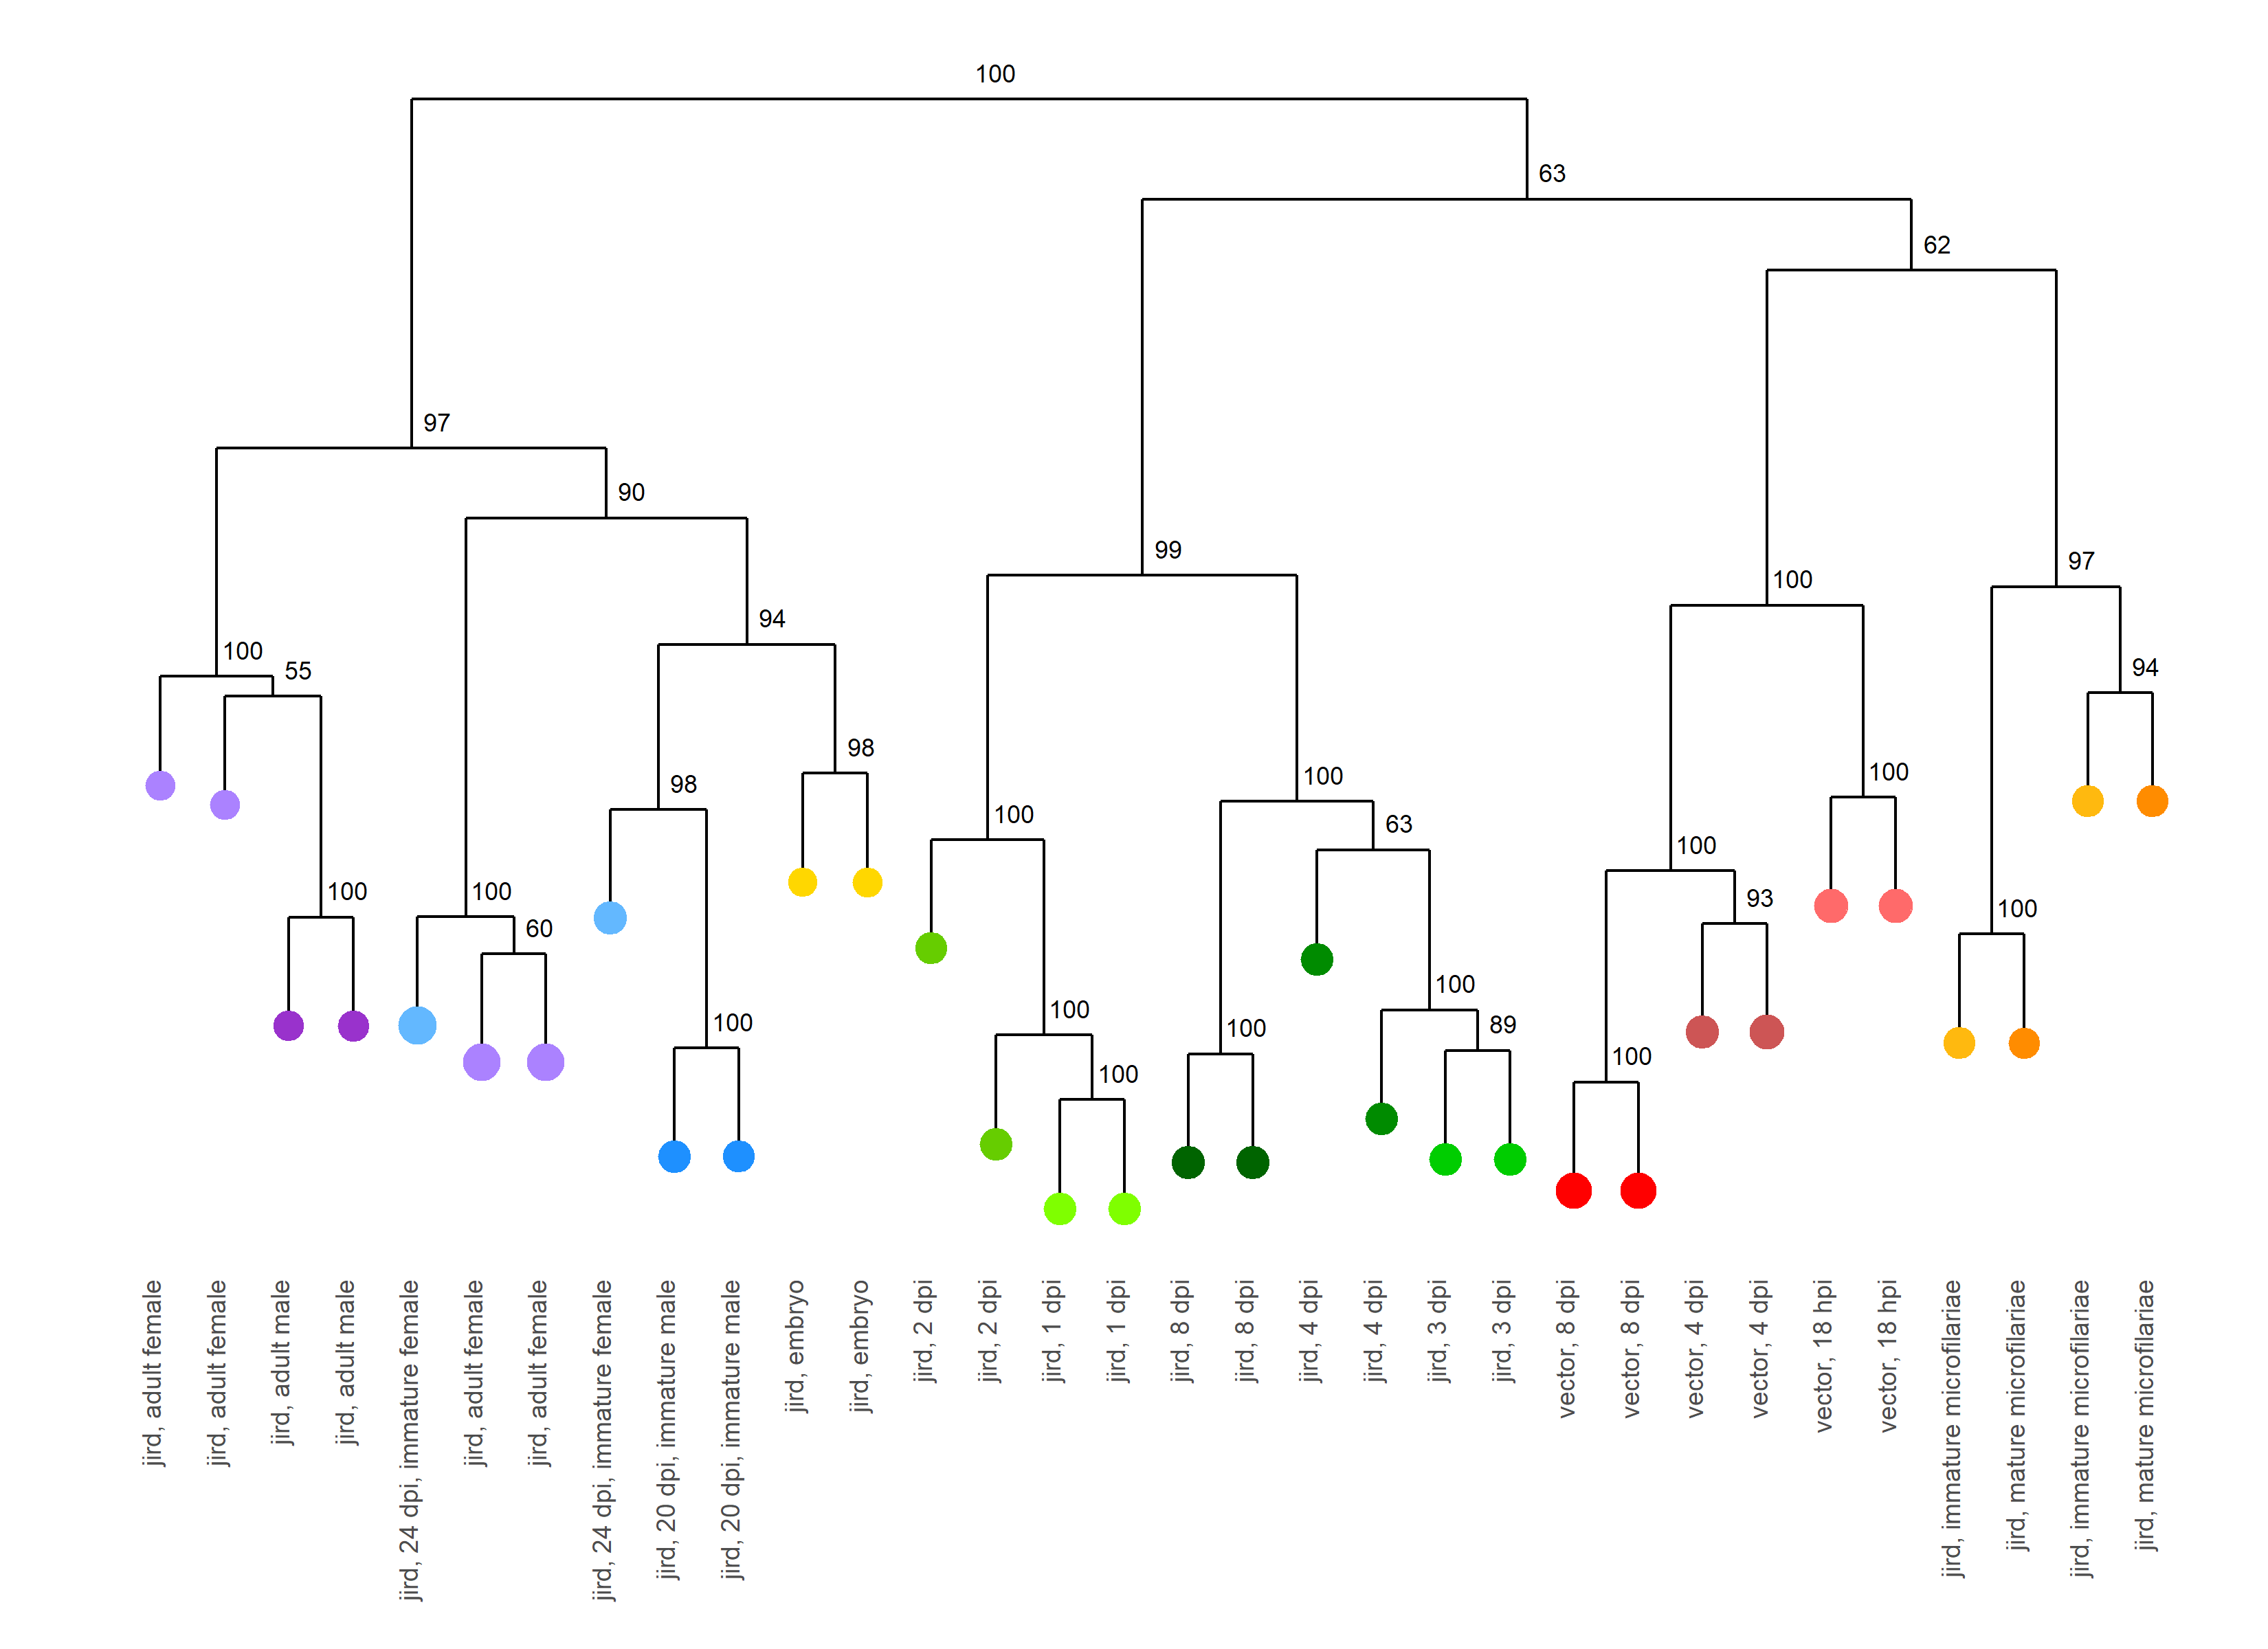 100
63
62
97
90
99
97
100
94
100
55
94
98
100
98
100
63
100
100
100
100
93
100
60
100
100
100
89
100
100
100
100
jird, adult female
jird, adult female
jird, adult male
jird, adult male
jird, 24 dpi, immature female
jird, adult female
jird, adult female
jird, 24 dpi, immature female
jird, 20 dpi, immature male
jird, 20 dpi, immature male
jird, embryo
jird, embryo
jird, 2 dpi
jird, 2 dpi
jird, 1 dpi
jird, 1 dpi
jird, 8 dpi
jird, 8 dpi
jird, 4 dpi
jird, 4 dpi
jird, 3 dpi
jird, 3 dpi
vector, 8 dpi
vector, 8 dpi
vector, 4 dpi
vector, 4 dpi
vector, 18 hpi
vector, 18 hpi
jird, immature microfilariae
jird, mature microfilariae
jird, immature microfilariae
jird, mature microfilariae